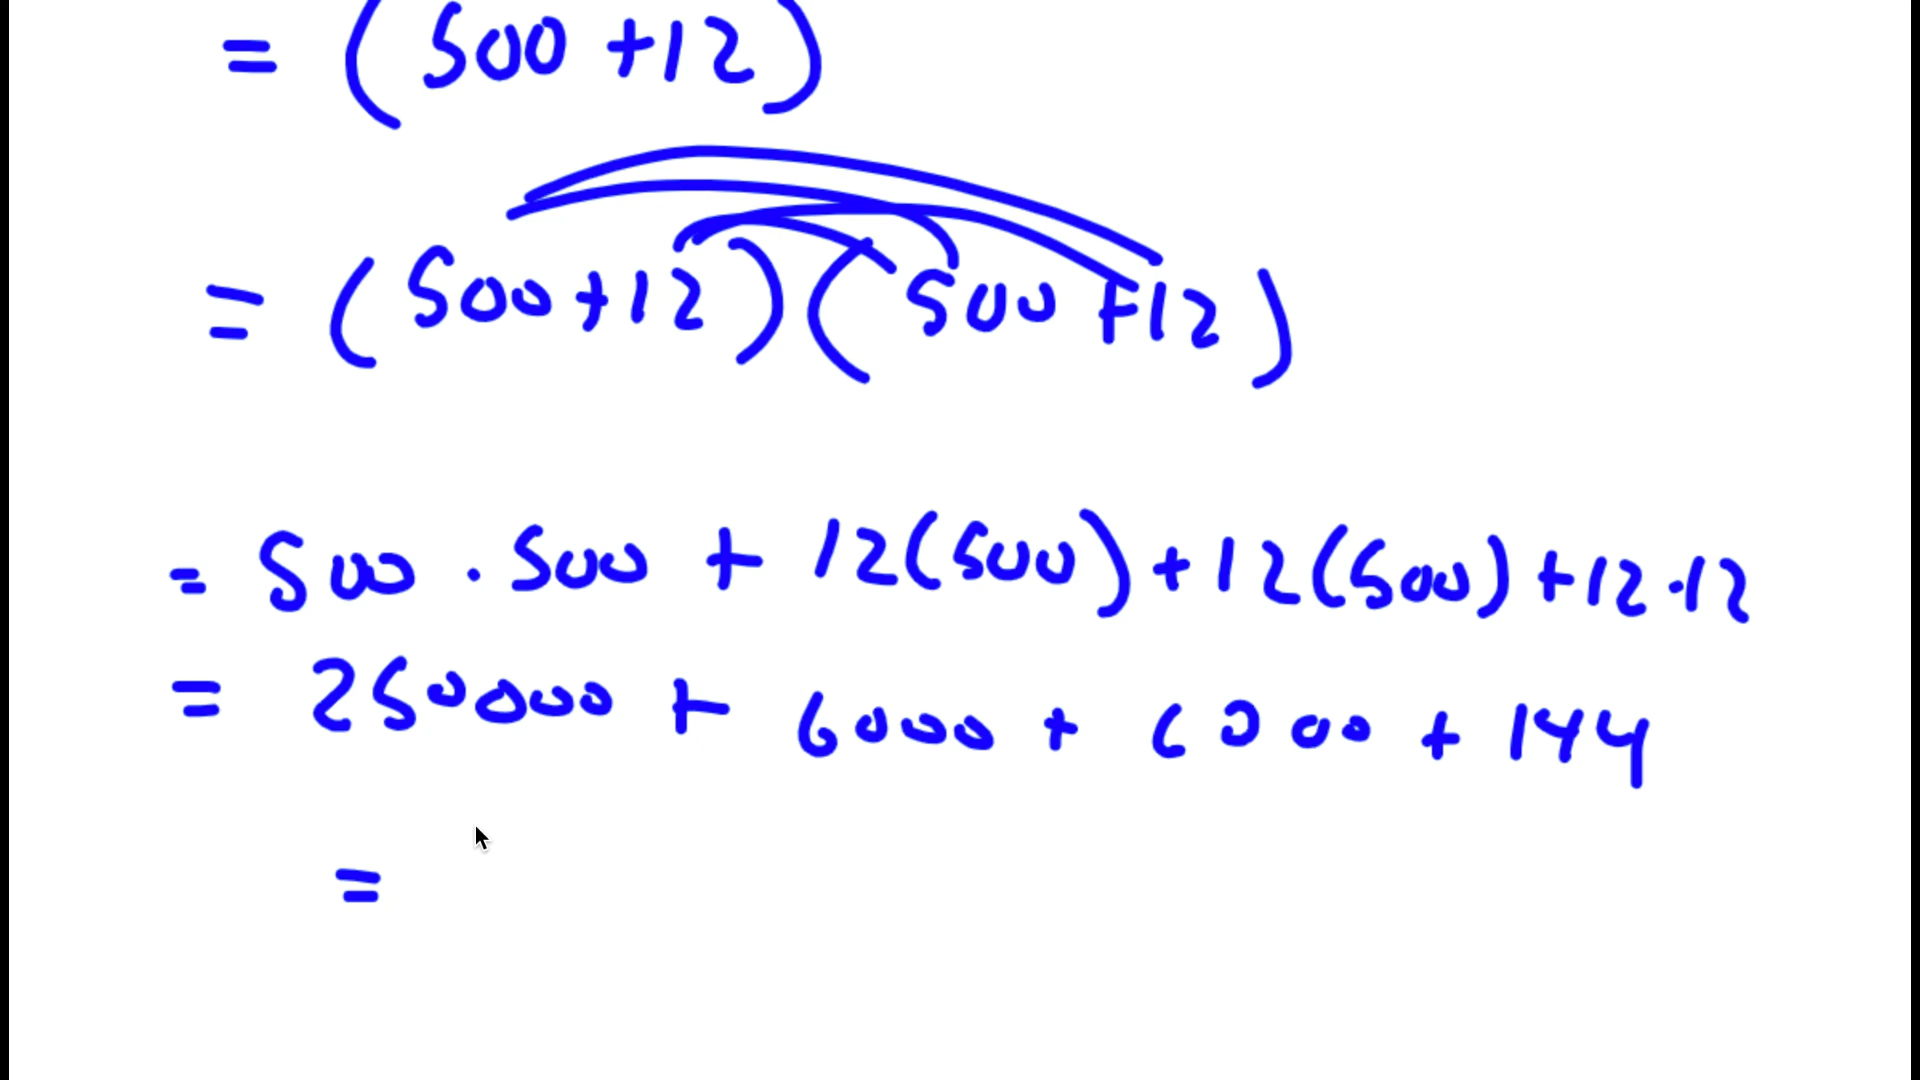 = (500 + 12)
= (500 + 12)(500 + 12)
= 500 · 500 + 12(500) + 12(500) + 12 · 12
= 250000 + 6000 + 6000 + 144
=